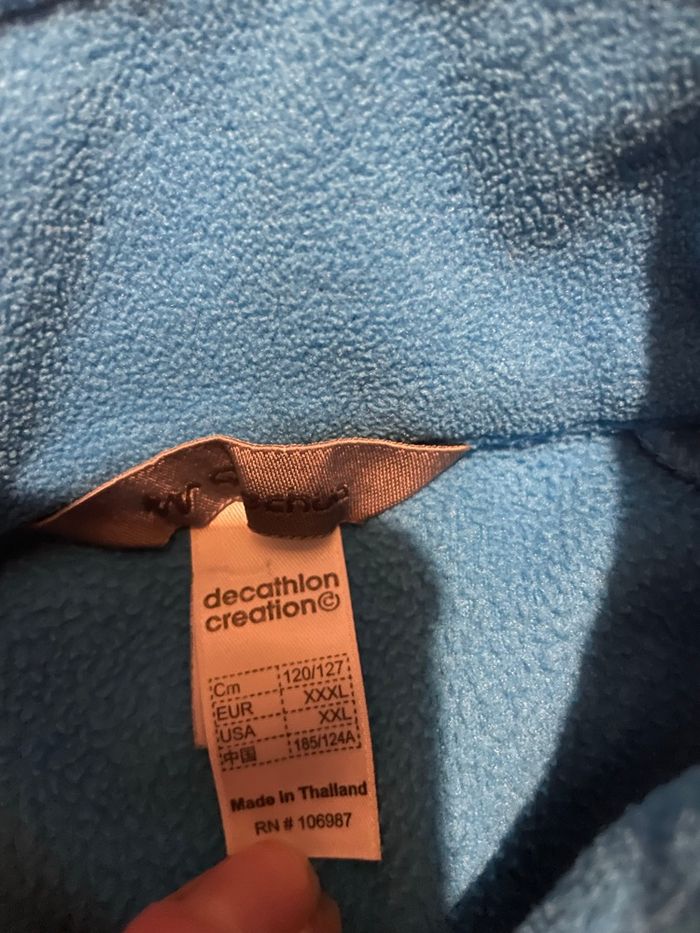 decathlon
creation©
Cm 120/127
EUR XXXL
USA XXL
中国 185/124A
Made in Thailand
RN # 106987